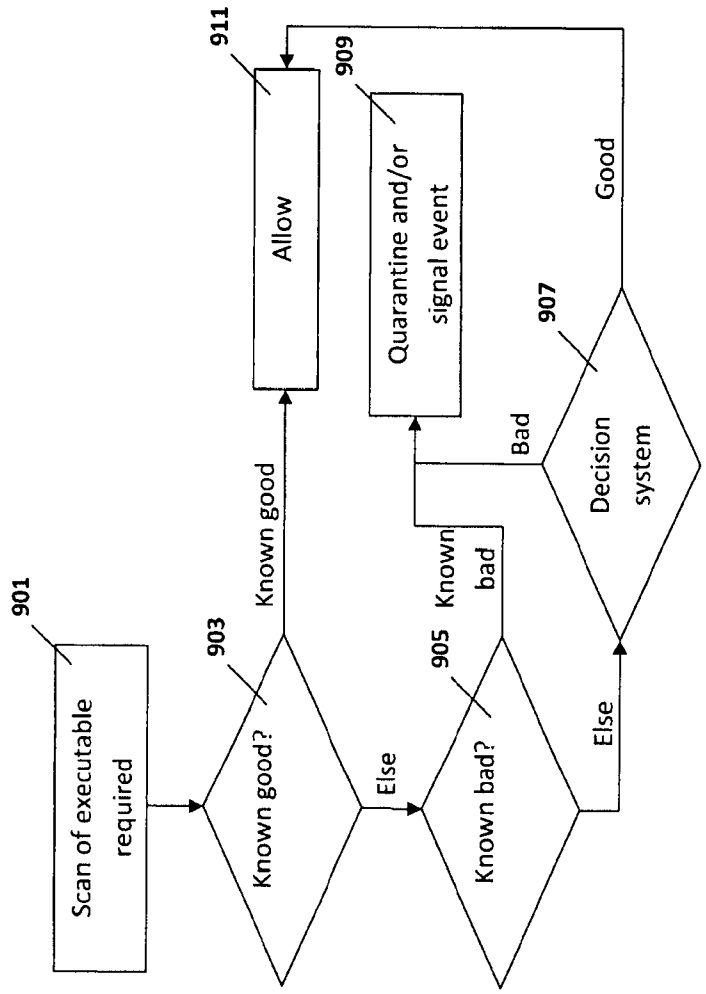 901
Scan of executable
required
903
Known good?
Known good
911
Allow
Else
905
Known bad?
Known
bad
909
Quarantine and/or
signal event
Else
907
Decision
system
Bad
Good